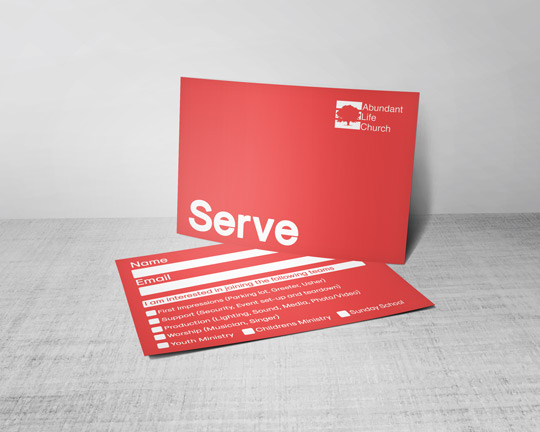 Abundant
Life
Church
Serve
Name
Email
I am interested in joining the following teams
First Impressions (Parking lot, Greeter, Usher)
Support (Security, Event set-up and teardown)
Production (Lighting, Sound, Media, Photo/Video)
Worship (Musician, Singer)
Youth Ministry Childrens Ministry Sunday School